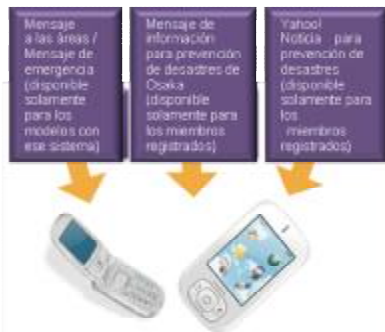 Mensaje
a las áreas /
Mensaje de
emergencia
(disponible
solamente
para los
modelos con
ese sistema)
Mensaje de
información
para prevención
de desastres de
Osaka
(disponible
solamente para
los miembros
registrados)
Yahoo!
Noticia para
prevención de
desastres
(disponible
solamente para
los
miembros
registrados)